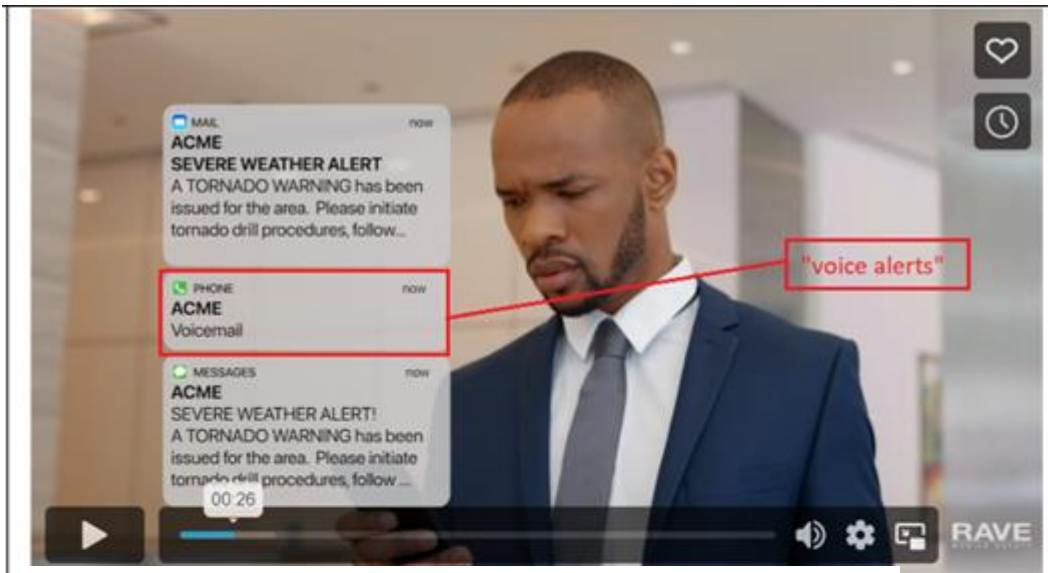 MAIL now
ACME
SEVERE WEATHER ALERT
A TORNADO WARNING has been
issued for the area. Please initiate
tornado drill procedures, follow...
PHONE now
ACME
Voicemail
"voice alerts"
MESSAGES now
ACME
SEVERE WEATHER ALERT!
A TORNADO WARNING has been
issued for the area. Please initiate
tornado drill procedures, follow ...
00:26
RAVE